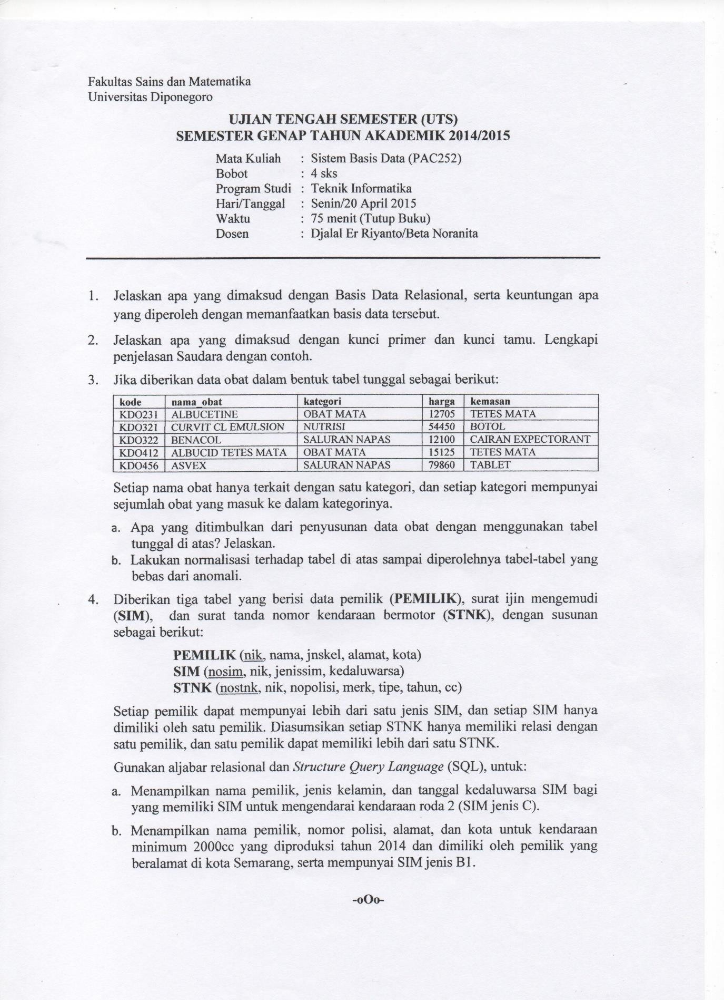 Fakultas Sains dan Matematika
Universitas Diponegoro
UJIAN TENGAH SEMESTER (UTS)
SEMESTER GENAP TAHUN AKADEMIK 2014/2015
Mata Kuliah : Sistem Basis Data (PAC252)
Bobot : 4 sks
Program Studi : Teknik Informatika
Hari/Tanggal : Senin/20 April 2015
Waktu : 75 menit (Tutup Buku)
Dosen : Djalal Er Riyanto/Beta Noranita
1. Jelaskan apa yang dimaksud dengan Basis Data Relasional, serta keuntungan apa
yang diperoleh dengan memanfaatkan basis data tersebut.
2. Jelaskan apa yang dimaksud dengan kunci primer dan kunci tamu. Lengkapi
penjelasan Saudara dengan contoh.
3. Jika diberikan data obat dalam bentuk tabel tunggal sebagai berikut:
kode nama_obat kategori harga kemasan
KDO231 ALBUCETINE OBAT MATA 12705 TETES MATA
KDO321 CURVIT CL EMULSION NUTRISI 54450 BOTOL
KDO322 BENACOL SALURAN NAPAS 12100 CAIRAN EXPECTORANT
KDO412 ALBUCID TETES MATA OBAT MATA 15125 TETES MATA
KDO456 ASVEX SALURAN NAPAS 79860 TABLET
Setiap nama obat hanya terkait dengan satu kategori, dan setiap kategori mempunyai
sejumlah obat yang masuk ke dalam kategorinya.
a. Apa yang ditimbulkan dari penyusunan data obat dengan menggunakan tabel
tunggal di atas? Jelaskan.
b. Lakukan normalisasi terhadap tabel di atas sampai diperolehnya tabel-tabel yang
bebas dari anomali.
4. Diberikan tiga tabel yang berisi data pemilik (PEMILIK), surat ijin mengemudi
(SIM), dan surat tanda nomor kendaraan bermotor (STNK), dengan susunan
sebagai berikut:
PEMILIK (nik, nama, jnskel, alamat, kota)
SIM (nosim, nik, jenissim, kedaluwarsa)
STNK (nostnk, nik, nopolisi, merk, tipe, tahun, cc)
Setiap pemilik dapat mempunyai lebih dari satu jenis SIM, dan setiap SIM hanya
dimiliki oleh satu pemilik. Diasumsikan setiap STNK hanya memiliki relasi dengan
satu pemilik, dan satu pemilik dapat memiliki lebih dari satu STNK.
Gunakan aljabar relasional dan Structure Query Language (SQL), untuk:
a. Menampilkan nama pemilik, jenis kelamin, dan tanggal kedaluwarsa SIM bagi
yang memiliki SIM untuk mengendarai kendaraan roda 2 (SIM jenis C).
b. Menampilkan nama pemilik, nomor polisi, alamat, dan kota untuk kendaraan
minimum 2000cc yang diproduksi tahun 2014 dan dimiliki oleh pemilik yang
beralamat di kota Semarang, serta mempunyai SIM jenis B1.
-oOo-